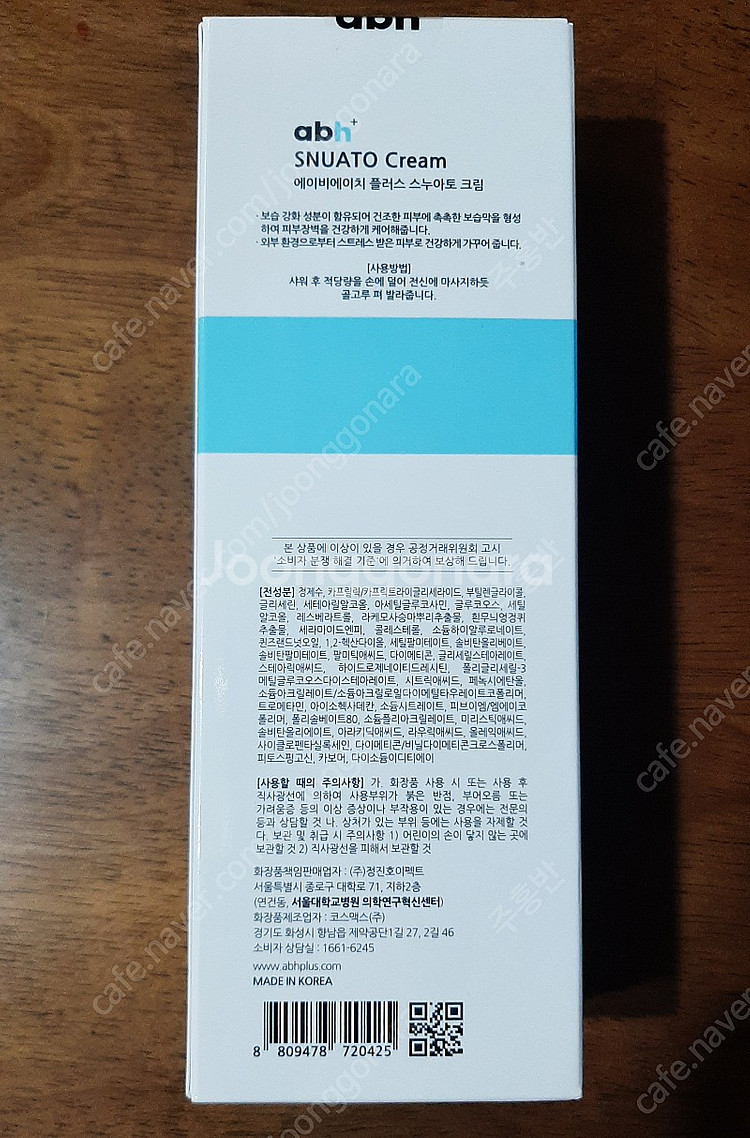 abh
abh+
SNUATO Cream
에이비에이치 플러스 스누아토 크림
· 보습 강화 성분이 함유되어 건조한 피부에 촉촉한 보습막을 형성
하여 피부장벽을 건강하게 케어해줍니다.
· 외부 환경으로부터 스트레스 받은 피부로 건강하게 가꾸어 줍니다.
[사용방법]
샤워 후 적당량을 손에 덜어 전신에 마사지하듯
골고루 펴 발라줍니다.
본 상품에 이상이 있을 경우 공정거래위원회 고시
'소비자 분쟁 해결 기준'에 의거하여 보상해 드립니다.
Joonggonara
[전성분] 정제수, 카프릴릭/카프릭트라이글리세라이드, 부틸렌글라이콜,
글리세린, 세테아릴알코올, 아세틸글루코사민, 글루코오스, 세틸
알코올, 레스베라트롤, 라케모사승마뿌리추출물, 흰무늬엉겅퀴
추출물, 세라마이드엔피, 콜레스테롤, 소듐하이알루로네이트,
퀸즈랜드넛오일, 1,2-헥산다이올, 세틸팔미테이트, 솔비탄올리베이트,
솔비탄팔미테이트, 팔미틱애씨드, 다이메티콘, 글리세릴스테아레이트,
스테아릭애씨드, 하이드로제네이티드레시틴, 폴리글리세릴-3
메틸글루코오스다이스테아레이트, 시트릭애씨드, 페녹시에탄올,
소듐아크릴레이트/소듐아크릴로일다이메틸타우레이트코폴리머,
트로메타민, 아이소헥사데칸, 소듐시트레이트, 피브이엠/엠에이코
폴리머, 폴리솔베이트80, 소듐폴리아크릴레이트, 미리스틱애씨드,
솔비탄올리에이트, 아라키딕애씨드, 라우릭애씨드, 올레익애씨드,
사이클로펜타실록세인, 다이메티콘/비닐다이메티콘크로스폴리머,
피토스핑고신, 카보머, 다이소듐이디티에이
[사용할 때의 주의사항] 가. 화장품 사용 시 또는 사용 후
직사광선에 의하여 사용부위가 붉은 반점, 부어오름 또는
가려움증 등의 이상 증상이나 부작용이 있는 경우에는 전문의
등과 상담할 것 나. 상처가 있는 부위 등에는 사용을 자제할 것
다. 보관 및 취급 시 주의사항 1) 어린이의 손이 닿지 않는 곳에
보관할 것 2) 직사광선을 피해서 보관할 것
화장품책임판매업자 : (주)정진호이펙트
서울특별시 종로구 대학로 71, 지하2층
(연건동, 서울대학교병원 의학연구혁신센터)
화장품제조업자 : 코스맥스(주)
경기도 화성시 향남읍 제약공단1길 27, 2길 46
소비자 상담실 : 1661-6245
www.abhplus.com
MADE IN KOREA
8 809478 720425
cafe.naver.com/joonggonara
주홍반
cafe.naver
cafe.naver.com/joonggonara
cafe.naver
cafe.naver.com/joonggonara
주홍반
cafe.naver